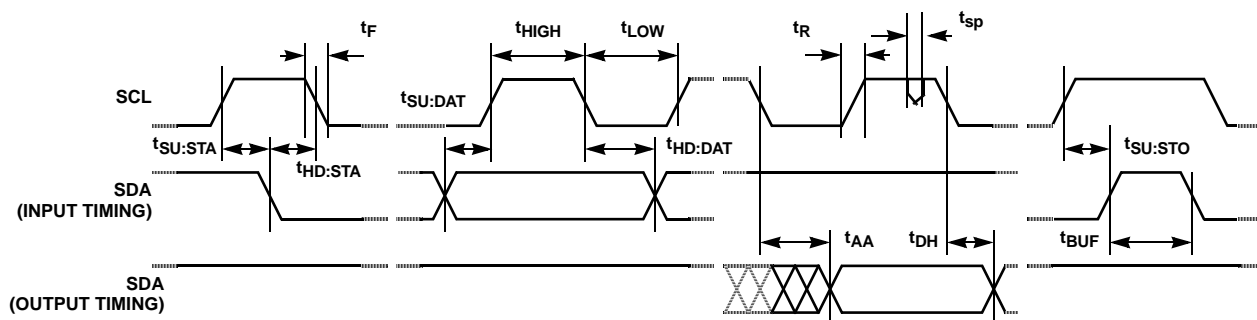 tF
tHIGH
tLOW
tR
tsp
SCL
tSU:DAT
tSU:STA
tHD:STA
tHD:DAT
tSU:STO
SDA
(INPUT TIMING)
tAA
tDH
tBUF
SDA
(OUTPUT TIMING)